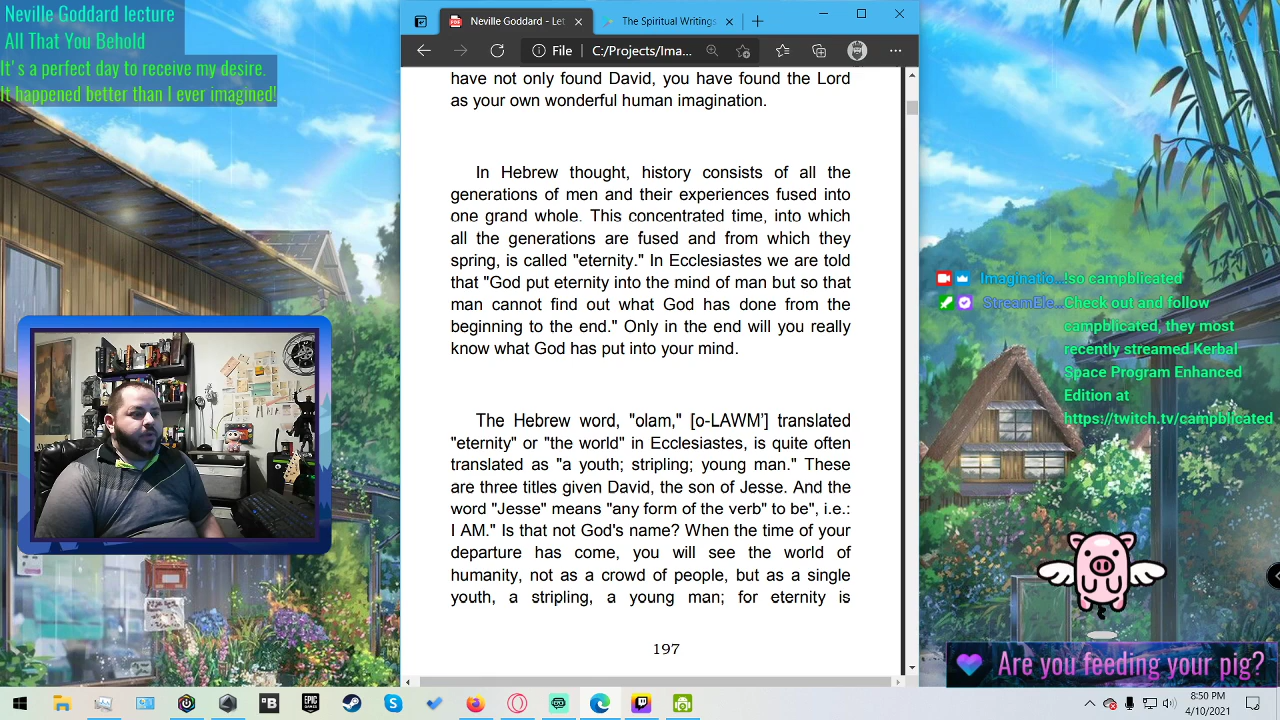 Neville Goddard lecture
All That You Behold
It's a perfect day to receive my desire.
It happened better than I ever imagined!
Neville Goddard - Let
The Spiritual Writings
File | C:/Projects/Ima...
have not only found David, you have found the Lord
as your own wonderful human imagination.
In Hebrew thought, history consists of all the
generations of men and their experiences fused into
one grand whole. This concentrated time, into which
all the generations are fused and from which they
spring, is called "eternity." In Ecclesiastes we are told
that "God put eternity into the mind of man but so that
man cannot find out what God has done from the
beginning to the end." Only in the end will you really
know what God has put into your mind.
The Hebrew word, "olam," [o-LAWM'] translated
"eternity" or "the world" in Ecclesiastes, is quite often
translated as "a youth; stripling; young man." These
are three titles given David, the son of Jesse. And the
word "Jesse" means "any form of the verb" to be", i.e.:
I AM." Is that not God's name? When the time of your
departure has come, you will see the world of
humanity, not as a crowd of people, but as a single
youth, a stripling, a young man; for eternity is
197
Imaginatio... !so campblicated
StreamEle... Check out and follow
campblicated, they most
recently streamed Kerbal
Space Program Enhanced
Edition at
https://twitch.tv/campblicated
Are you feeding your pig?
8:50 PM
4/10/2021